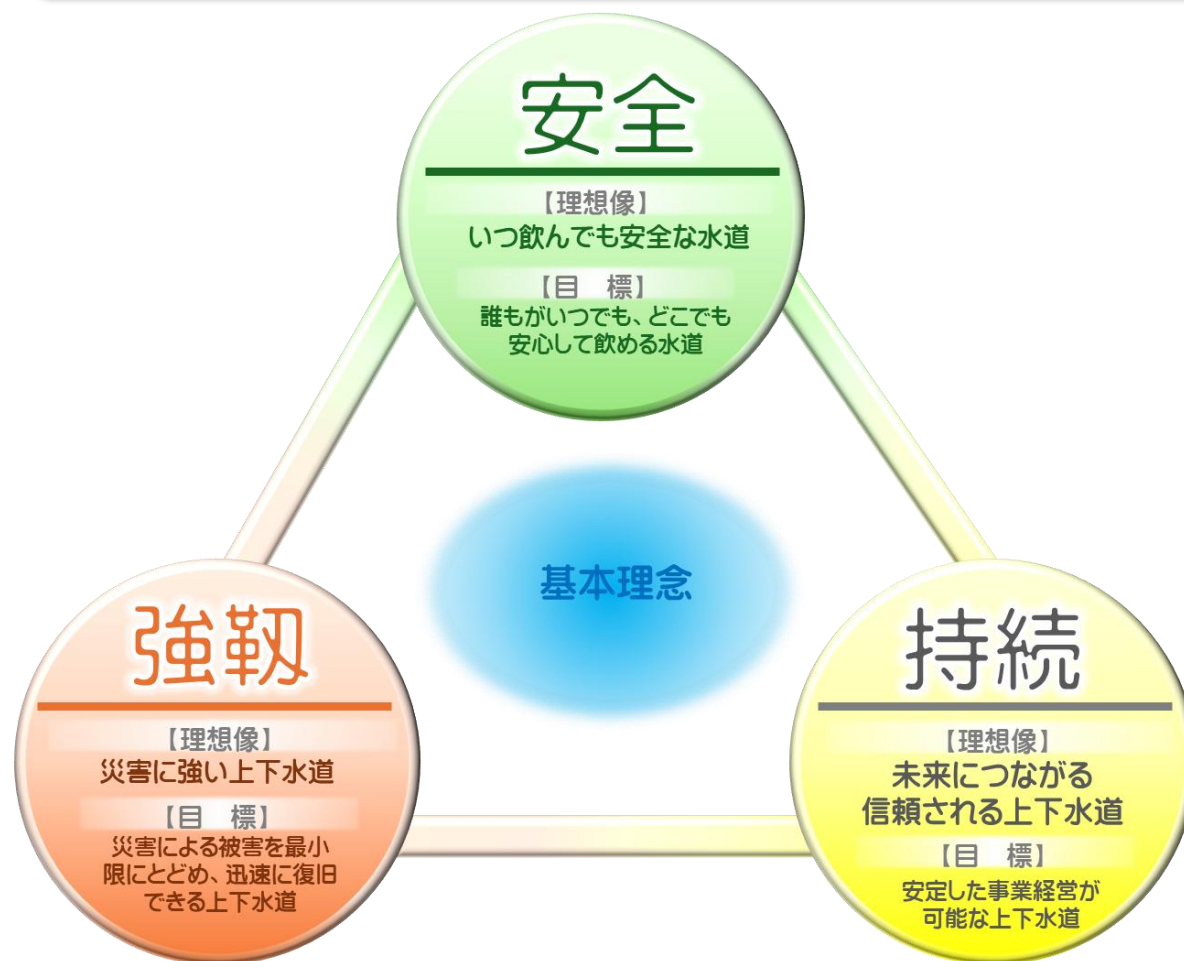 安全
【理想像】
いつ飲んでも安全な水道
【目　標】
誰もがいつでも、どこでも
安心して飲める水道
基本理念
強靱
【理想像】
災害に強い上下水道
【目　標】
災害による被害を最小
限にとどめ、迅速に復旧
できる上下水道
持続
【理想像】
未来につながる
信頼される上下水道
【目　標】
安定した事業経営が
可能な上下水道